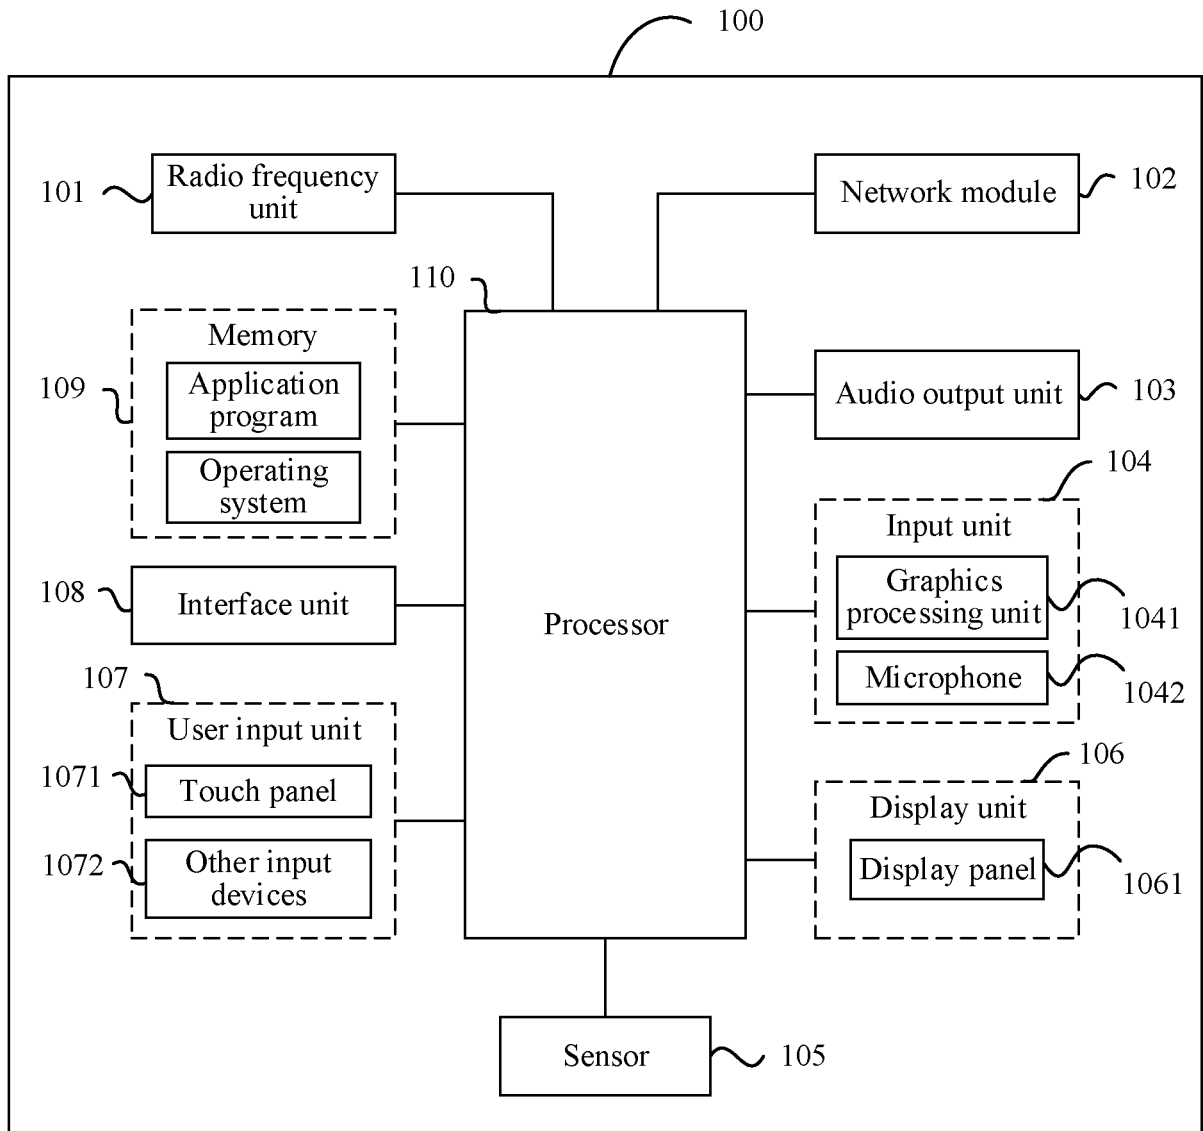 100
101
Radio frequency
unit
Network module
102
110
Memory
109
Application
program
Operating
system
Audio output unit
103
104
Input unit
Graphics
processing unit
1041
Microphone
1042
108
Interface unit
Processor
107
User input unit
1071
Touch panel
1072
Other input
devices
106
Display unit
Display panel
1061
Sensor
105